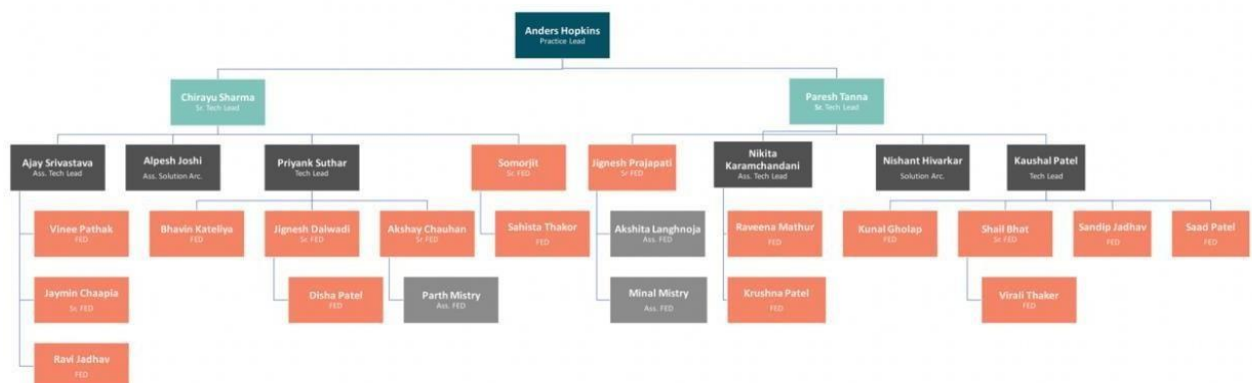 Anders Hopkins
Practice Lead
Chirayu Sharma
Sr. Tech Lead
Paresh Tanna
Sr. Tech Lead
Ajay Srivastava
Ass. Tech Lead
Alpesh Joshi
Ass. Solution Arc.
Priyank Suthar
Tech Lead
Somorjit
Sr. FED
Jignesh Prajapati
Sr FED
Nikita
Karamchandani
Ass. Tech Lead
Nishant Hivarkar
Solution Arc.
Kaushal Patel
Tech Lead
Vinee Pathak
FED
Bhavin Kateliya
FED
Jignesh Dalwadi
Sr. FED
Akshay Chauhan
Sr. FED
Sahista Thakor
FED
Akshita Langhnoja
Ass. FED
Raveena Mathur
FED
Kunal Gholap
FED
Shail Bhat
Sr. FED
Sandip Jadhav
FED
Saad Patel
FED
Jaymin Chaapla
Sr. FED
Disha Patel
FED
Parth Mistry
Ass. FED
Minal Mistry
Ass. FED
Krushna Patel
FED
Virali Thaker
FED
Ravi Jadhav
FED